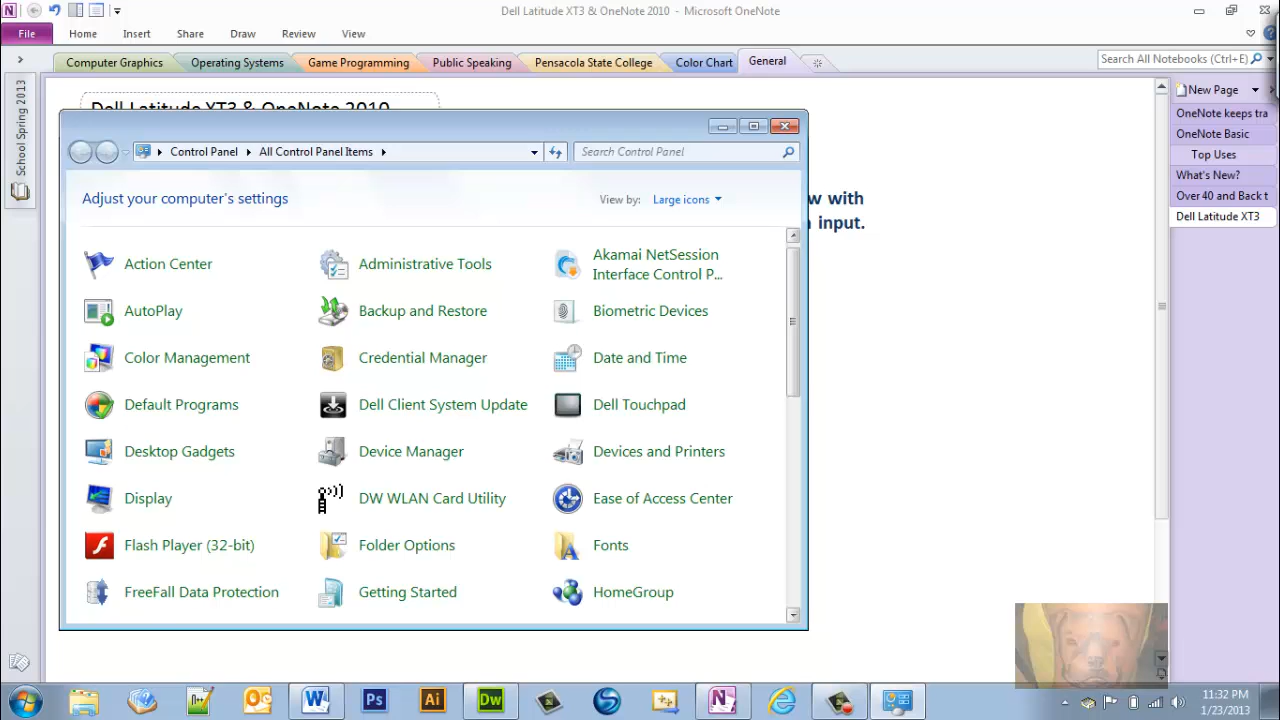 Dell Latitude XT3 & OneNote 2010 - Microsoft OneNote
File Home Insert Share Draw Review View
Computer Graphics Operating Systems Game Programming Public Speaking Pensacola State College Color Chart General
Search All Notebooks (Ctrl+E)
School Spring 2013
New Page
OneNote keeps tra
OneNote Basic
Top Uses
What's New?
Over 40 and Back t
Dell Latitude XT3
Dell Latitude XT3 & OneNote 2010
w with
input.
Control Panel All Control Panel Items
Search Control Panel
Adjust your computer's settings
View by: Large icons
Action Center Administrative Tools Akamai NetSession
Interface Control P...
AutoPlay Backup and Restore Biometric Devices
Color Management Credential Manager Date and Time
Default Programs Dell Client System Update Dell Touchpad
Desktop Gadgets Device Manager Devices and Printers
Display DW WLAN Card Utility Ease of Access Center
Flash Player (32-bit) Folder Options Fonts
FreeFall Data Protection Getting Started HomeGroup
11:32 PM
1/23/2013